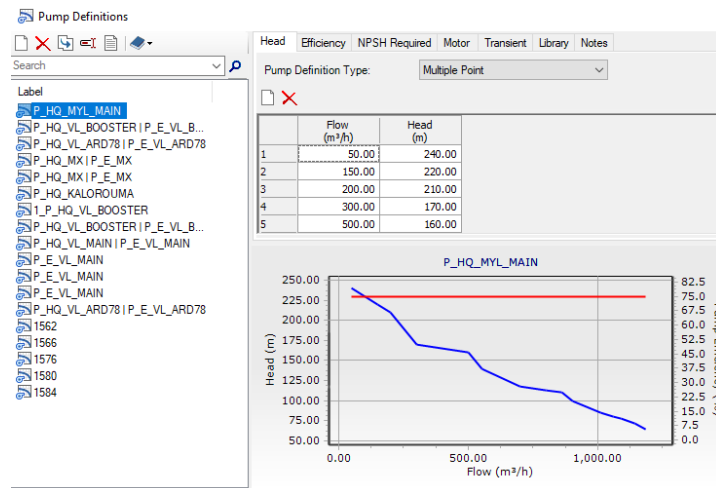 Pump Definitions
Search
Label
P_HQ_MYL_MAIN
P_HQ_VL_BOOSTER | P_E_VL_B...
P_HQ_VL_ARD78 | P_E_VL_ARD78
P_HQ_MX | P_E_MX
P_HQ_MX | P_E_MX
P_HQ_KALOROUMA
1_P_HQ_VL_BOOSTER
P_HQ_VL_BOOSTER | P_E_VL_B...
P_HQ_VL_MAIN | P_E_VL_MAIN
P_E_VL_MAIN
P_E_VL_MAIN
P_E_VL_MAIN
P_HQ_VL_ARD78 | P_E_VL_ARD78
1562
1566
1576
1580
1584
Head Efficiency NPSH Required Motor Transient Library Notes
Pump Definition Type: Multiple Point
Flow (m³/h) Head (m)
1 50.00 240.00
2 150.00 220.00
3 200.00 210.00
4 300.00 170.00
5 500.00 160.00
P_HQ_MYL_MAIN
Head (m)
250.00
225.00
200.00
175.00
150.00
125.00
100.00
75.00
50.00
82.5
75.0
67.5
60.0
52.5
45.0
37.5
30.0
22.5
15.0
7.5
0.0
0.00 500.00 1,000.00
Flow (m³/h)